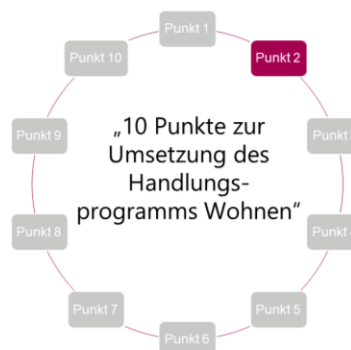 Punkt 1
Punkt 10
Punkt 2
„10 Punkte zur
Umsetzung des
Handlungs-
programms Wohnen“
Punkt 9
Punkt
Punkt 8
Punkt
Punkt 7
Punkt 5
Punkt 6